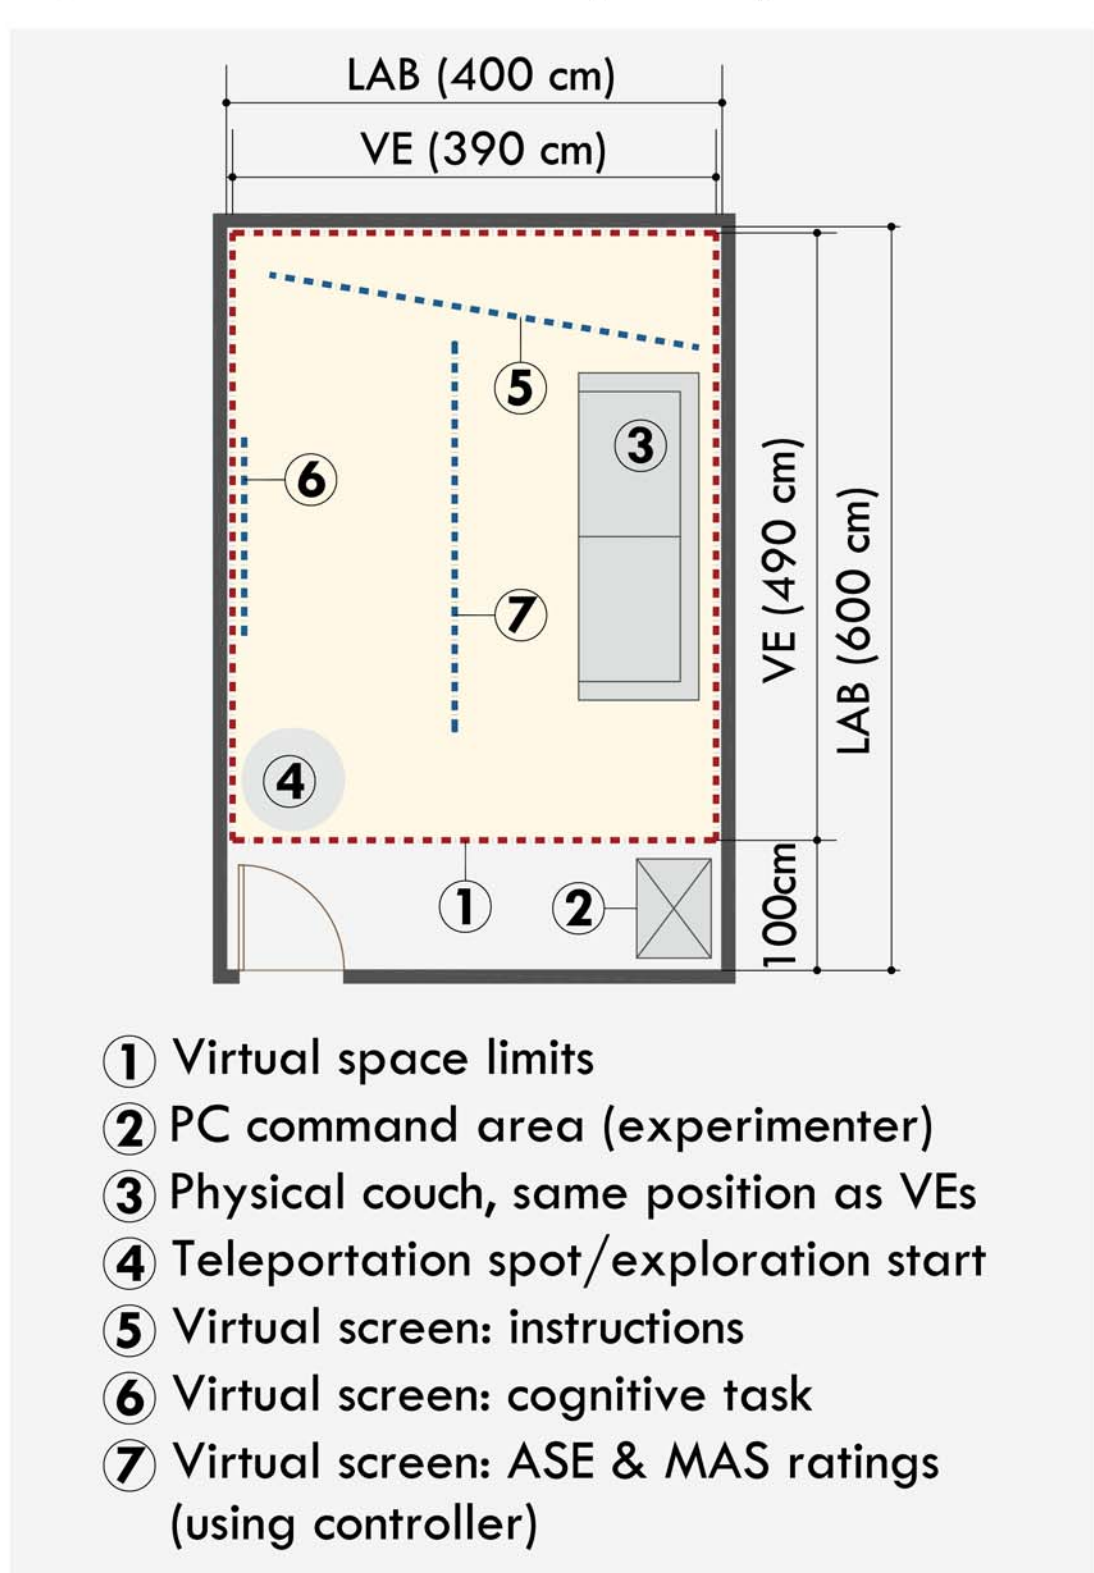 LAB (400 cm)
VE (390 cm)
5
3
6
7
VE (490 cm)
LAB (600 cm)
4
1
2
100cm
1 Virtual space limits
2 PC command area (experimenter)
3 Physical couch, same position as VEs
4 Teleportation spot/exploration start
5 Virtual screen: instructions
6 Virtual screen: cognitive task
7 Virtual screen: ASE & MAS ratings
(using controller)